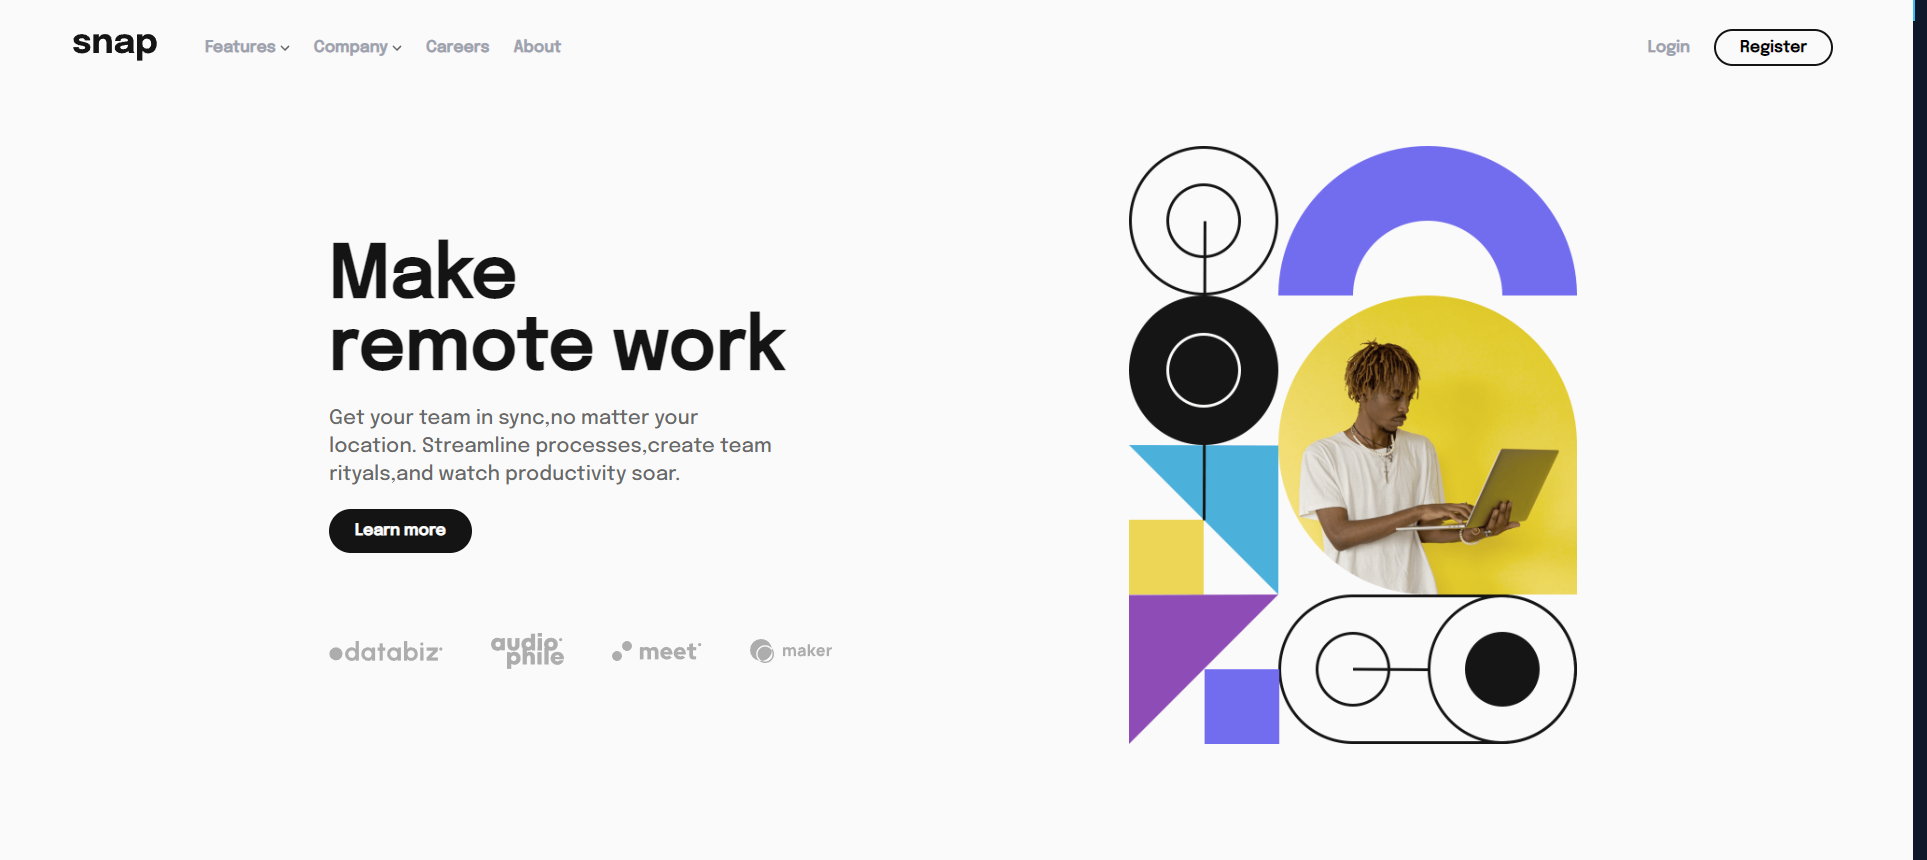 snap
Features
Company
Careers
About
Login
Register
Make
remote work
Get your team in sync,no matter your
location. Streamline processes,create team
rityals,and watch productivity soar.
Learn more
databiz
audio
phile
meet
maker